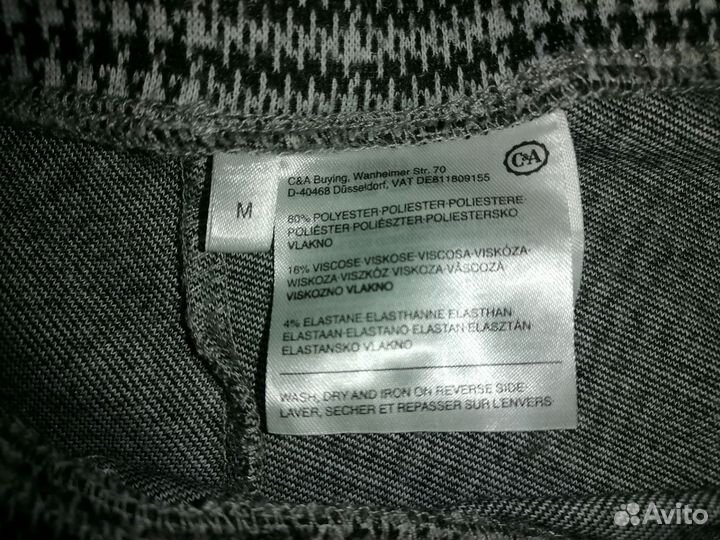 C&A
C&A Buying, Wanheimer Str. 70
D-40468 Düsseldorf, VAT DE811809155
M
80% POLYESTER·POLIESTER·POLIESTERE·
POLIÉSTER·POLIÉSZTER·POLIESTERSKO
VLAKNO
16% VISCOSE·VISKOSE·VISCOSA·VISKÓZA·
WISKOZA·VISZKÓZ·VISKOZA·VÂSCOZÃ
VISKOZNO VLAKNO
4% ELASTANE·ELASTHANNE·ELASTHAN·
ELASTAAN·ELASTANO·ELASTAN·ELASZTÁN·
ELASTANSKO VLAKNO
WASH, DRY AND IRON ON REVERSE SIDE·
LAVER, SECHER ET REPASSER SUR L'ENVERS·
Avito